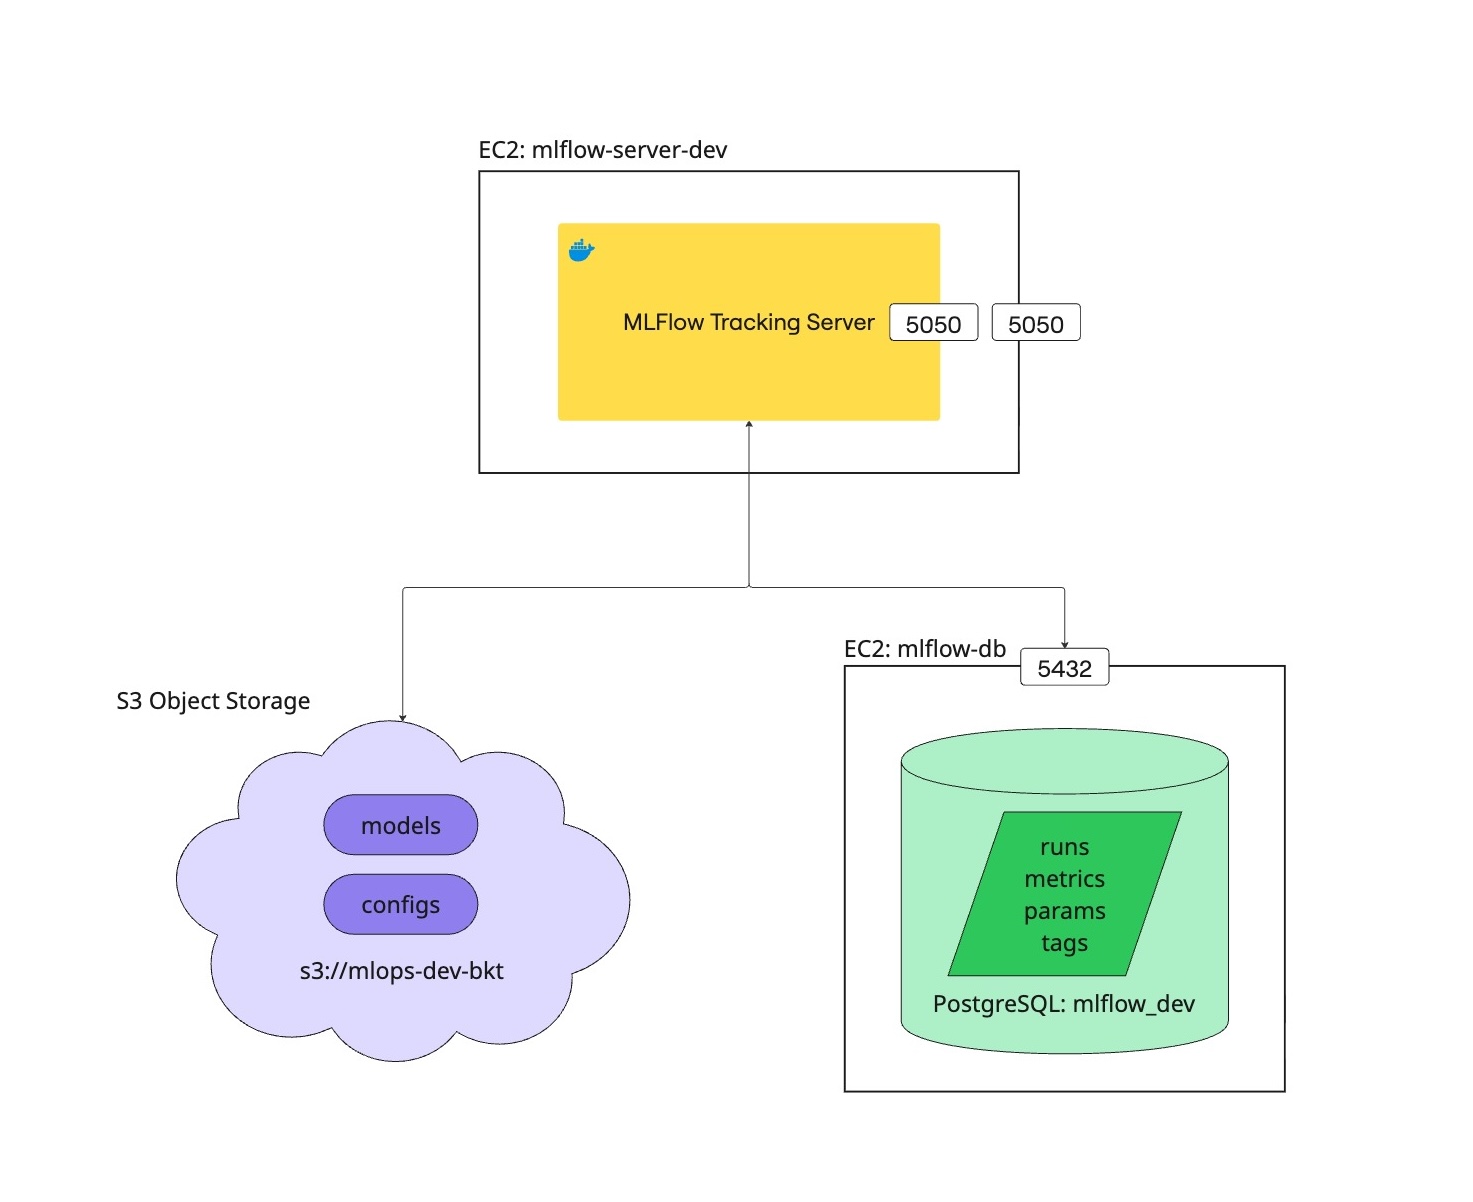 EC2: mlflow-server-dev
MLFlow Tracking Server
5050
5050
EC2: mlflow-db
5432
S3 Object Storage
models
configs
s3://mlops-dev-bkt
runs
metrics
params
tags
PostgreSQL: mlflow_dev